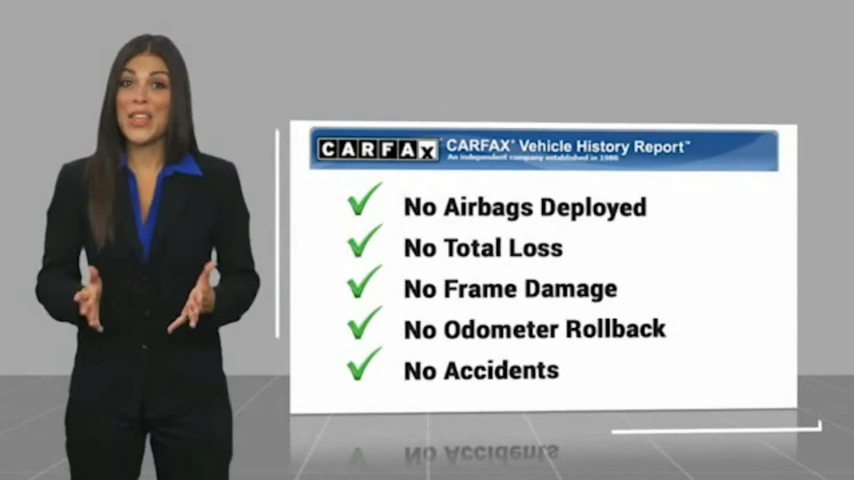 CARFAX CARFAX® Vehicle History Report™
An independent company established in 1986
No Airbags Deployed
No Total Loss
No Frame Damage
No Odometer Rollback
No Accidents
No Accidents